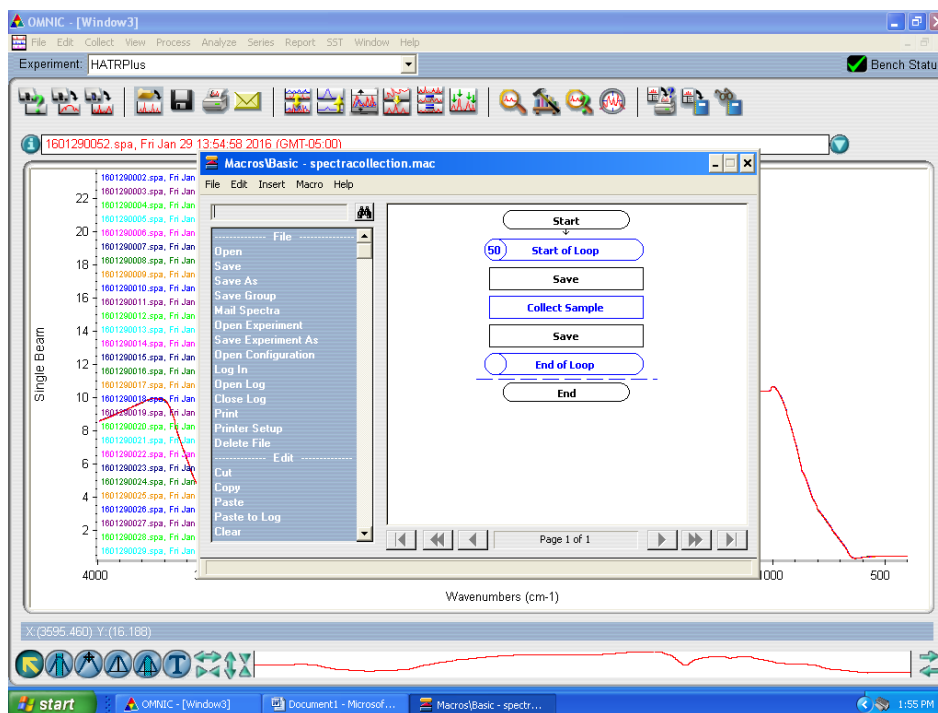 OMNIC - [Window3]
File Edit Collect View Process Analyze Series Report SST Window Help
Experiment: HATRPlus
Bench Statu
1601290052.spa, Fri Jan 29 13:54:58 2016 (GMT-05:00)
Macros\Basic - spectracollection.mac
File Edit Insert Macro Help
File
Open
Save
Save As
Save Group
Mail Spectra
Open Experiment
Save Experiment As
Open Configuration
Log In
Open Log
Close Log
Print
Printer Setup
Delete File
Edit
Cut
Copy
Paste
Paste to Log
Clear
Start
50 Start of Loop
Save
Collect Sample
Save
End of Loop
End
Page 1 of 1
1601290002.spa, Fri Jan
1601290003.spa, Fri Jan
1601290004.spa, Fri Jan
1601290005.spa, Fri Jan
1601290006.spa, Fri Jan
1601290007.spa, Fri Jan
1601290008.spa, Fri Jan
1601290009.spa, Fri Jan
1601290010.spa, Fri Jan
1601290011.spa, Fri Jan
1601290012.spa, Fri Jan
1601290013.spa, Fri Jan
1601290014.spa, Fri Jan
1601290015.spa, Fri Jan
1601290016.spa, Fri Jan
1601290017.spa, Fri Jan
1601290018.spa, Fri Jan
1601290019.spa, Fri Jan
1601290020.spa, Fri Jan
1601290021.spa, Fri Jan
1601290022.spa, Fri Jan
1601290023.spa, Fri Jan
1601290024.spa, Fri Jan
1601290025.spa, Fri Jan
1601290026.spa, Fri Jan
1601290027.spa, Fri Jan
1601290028.spa, Fri Jan
1601290029.spa, Fri Jan
22
20
18
16
14
12
10
8
6
4
2
Single Beam
4000
1000
500
Wavenumbers (cm-1)
X:(3595.460) Y:(16.188)
T
start
OMNIC - [Window3]
Document1 - Microsof...
Macros\Basic - spectr...
1:55 PM